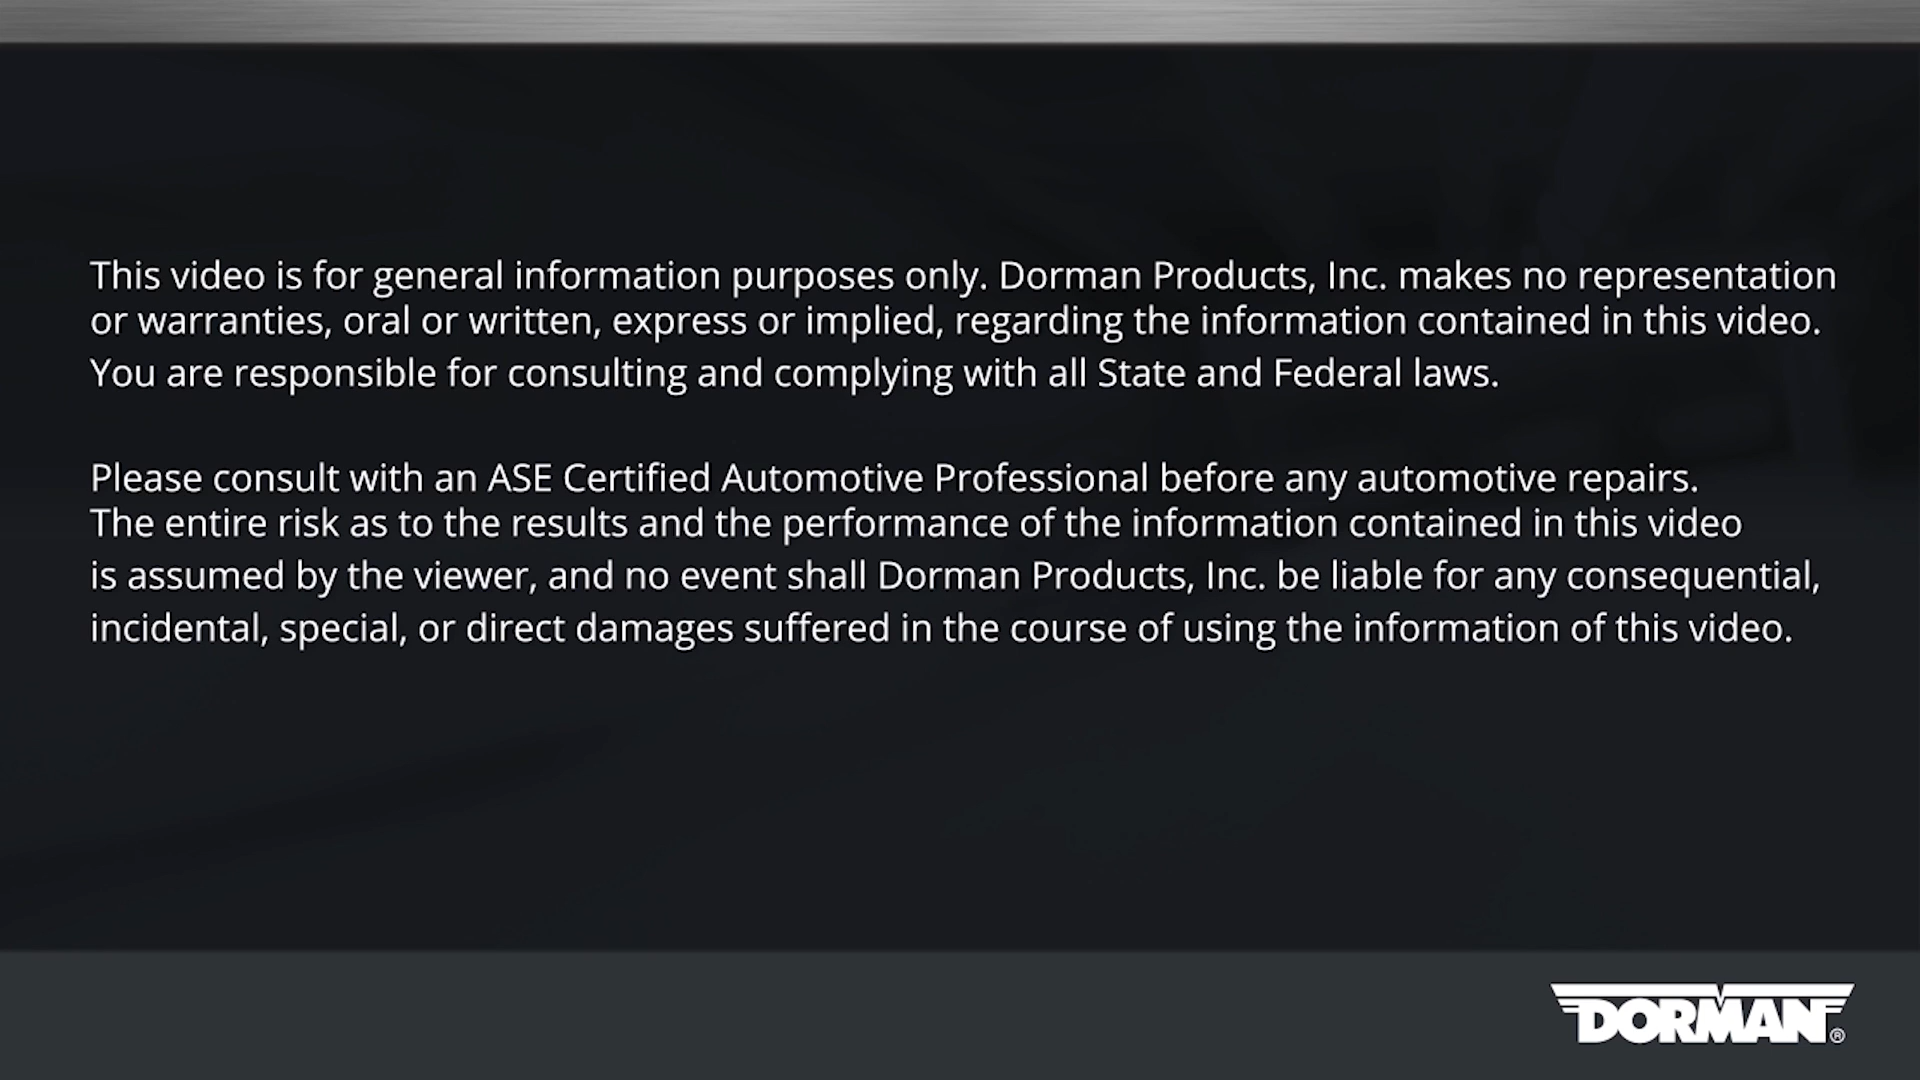 This video is for general information purposes only. Dorman Products, Inc. makes no representation
or warranties, oral or written, express or implied, regarding the information contained in this video.
You are responsible for consulting and complying with all State and Federal laws.
Please consult with an ASE Certified Automotive Professional before any automotive repairs.
The entire risk as to the results and the performance of the information contained in this video
is assumed by the viewer, and no event shall Dorman Products, Inc. be liable for any consequential,
incidental, special, or direct damages suffered in the course of using the information of this video.
DORMAN®